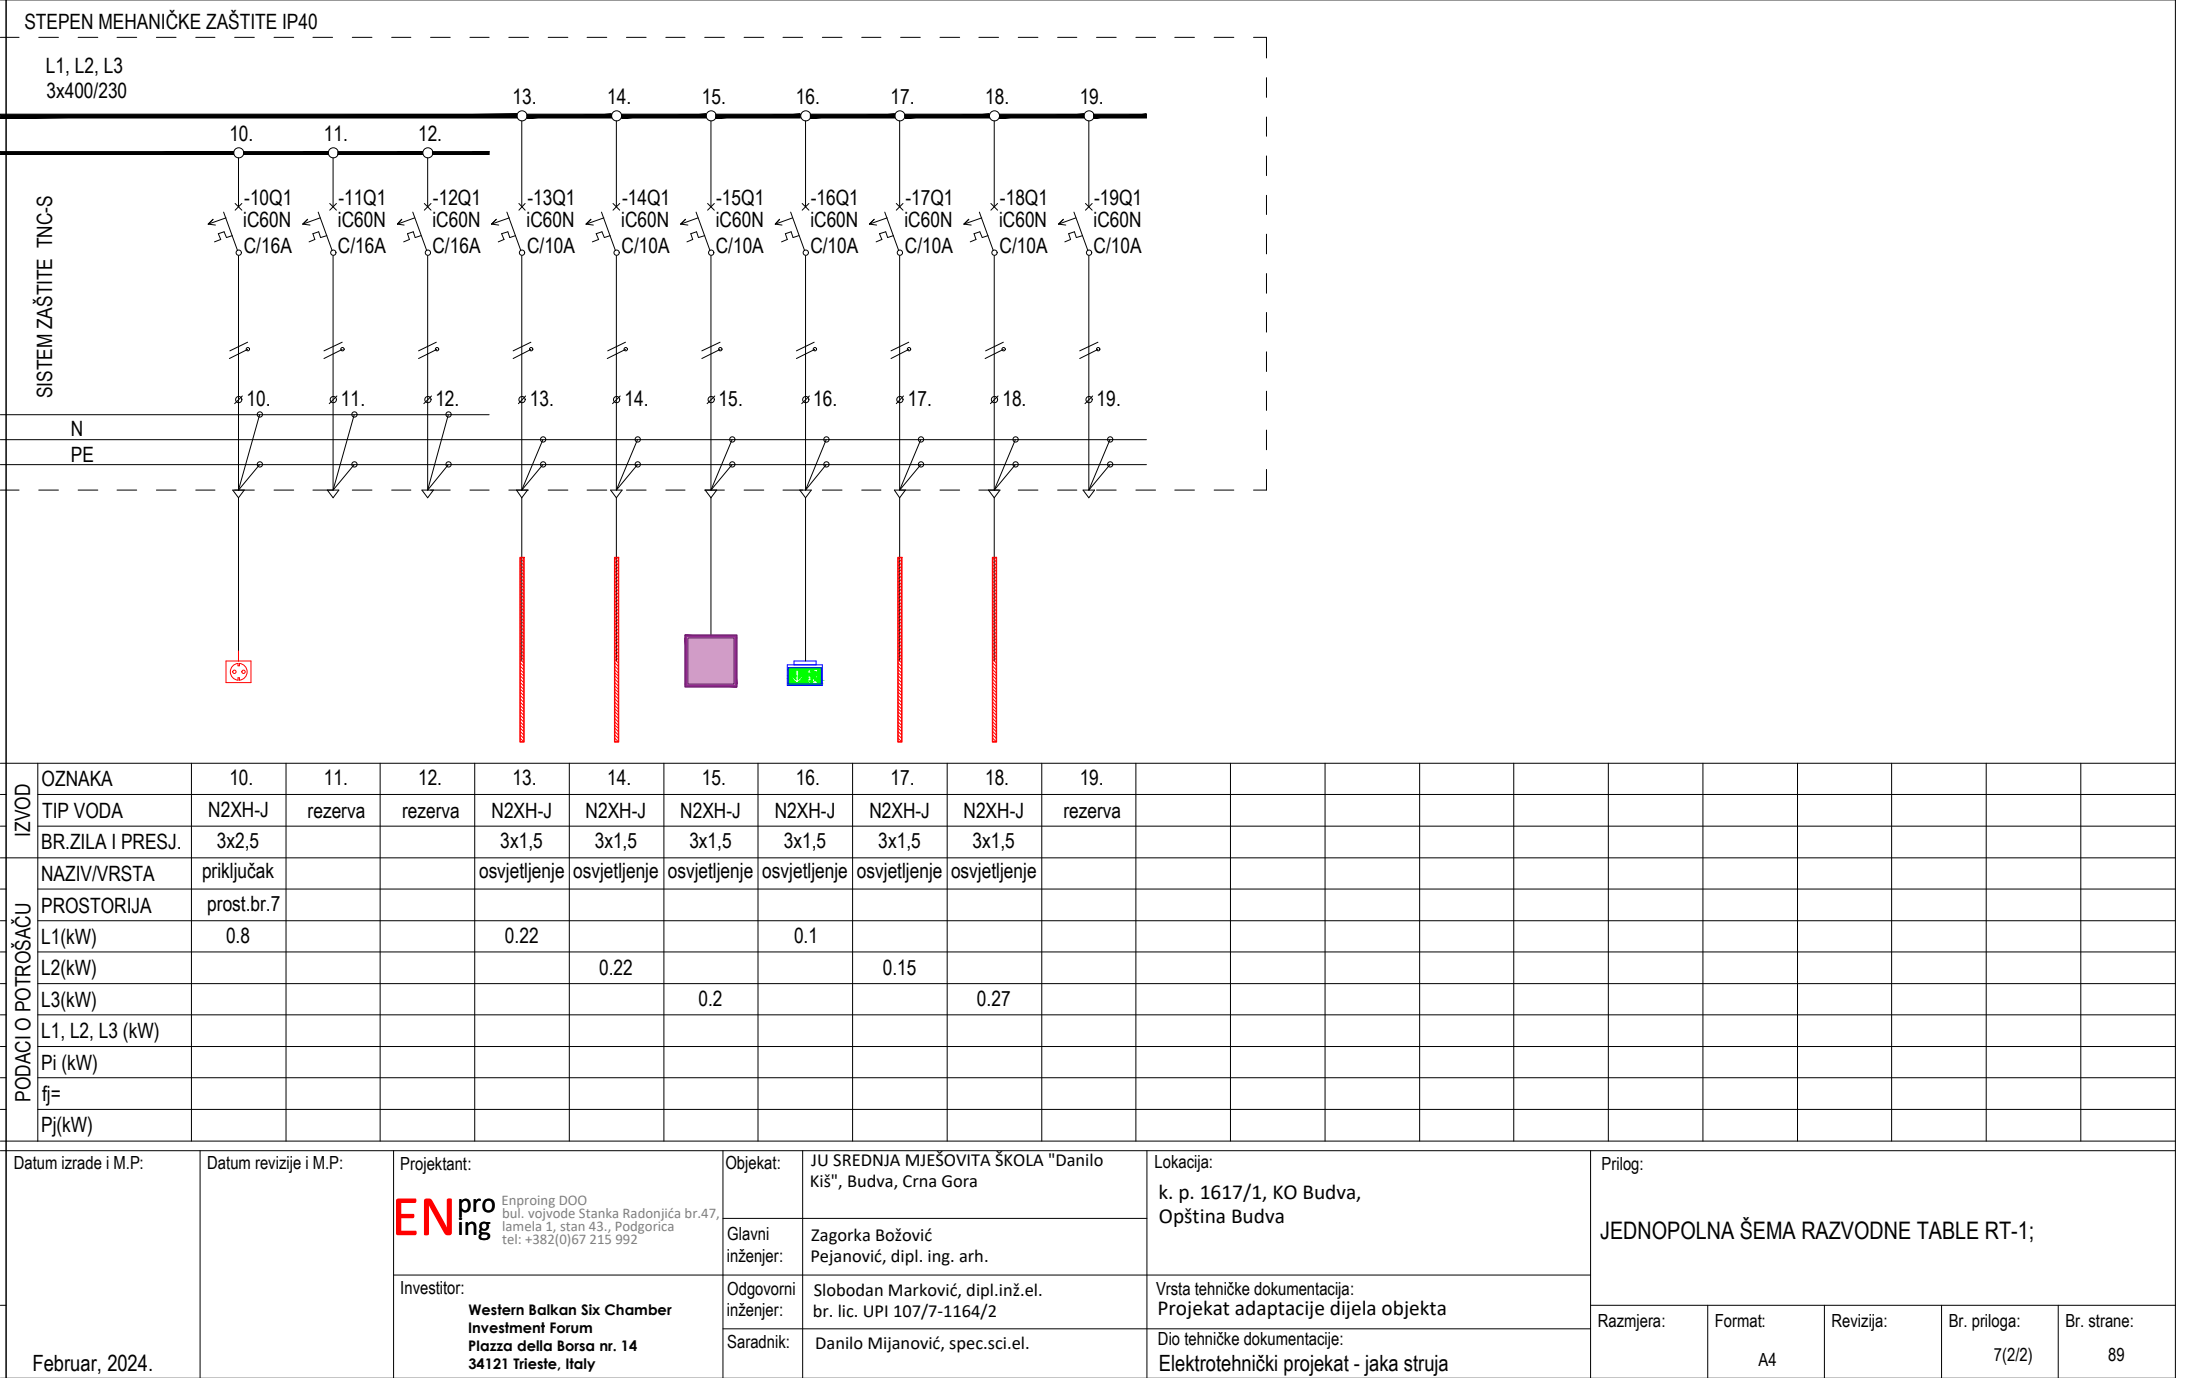 STEPEN MEHANIČKE ZAŠTITE IP40
L1, L2, L3
3x400/230
13. 14. 15. 16. 17. 18. 19.
10. 11. 12.
SISTEM ZAŠTITE TNC-S
-10Q1 -11Q1 -12Q1 -13Q1 -14Q1 -15Q1 -16Q1 -17Q1 -18Q1 -19Q1
iC60N iC60N iC60N iC60N iC60N iC60N iC60N iC60N iC60N iC60N
C/16A C/16A C/16A C/10A C/10A C/10A C/10A C/10A C/10A C/10A
10. 11. 12. 13. 14. 15. 16. 17. 18. 19.
N
PE
IZVOD
OZNAKA 10. 11. 12. 13. 14. 15. 16. 17. 18. 19.
TIP VODA N2XH-J rezerva rezerva N2XH-J N2XH-J N2XH-J N2XH-J N2XH-J N2XH-J rezerva
BR.ZILA I PRESJ. 3x2,5 3x1,5 3x1,5 3x1,5 3x1,5 3x1,5 3x1,5
PODACI O POTROŠAČU
NAZIV/VRSTA priključak osvjetljenje osvjetljenje osvjetljenje osvjetljenje osvjetljenje osvjetljenje
PROSTORIJA prost.br.7
L1(kW) 0.8 0.22 0.1
L2(kW) 0.22 0.15
L3(kW) 0.2 0.27
L1, L2, L3 (kW)
Pi (kW)
fj=
Pj(kW)
Datum izrade i M.P:
Februar, 2024.
Datum revizije i M.P:
Projektant:
EN pro ing
Enproing DOO
bul. vojvode Stanka Radonjića br.47,
lamela 1, stan 43., Podgorica
tel: +382(0)67 215 992
Investitor:
Western Balkan Six Chamber
Investment Forum
Plazza della Borsa nr. 14
34121 Trieste, Italy
Objekat:
JU SREDNJA MJEŠOVITA ŠKOLA "Danilo
Kiš", Budva, Crna Gora
Glavni
inženjer:
Zagorka Božović
Pejanović, dipl. ing. arh.
Odgovorni
inženjer:
Slobodan Marković, dipl.inž.el.
br. lic. UPI 107/7-1164/2
Saradnik:
Danilo Mijanović, spec.sci.el.
Lokacija:
k. p. 1617/1, KO Budva,
Opština Budva
Vrsta tehničke dokumentacija:
Projekat adaptacije dijela objekta
Dio tehničke dokumentacije:
Elektrotehnički projekat - jaka struja
Prilog:
JEDNOPOLNA ŠEMA RAZVODNE TABLE RT-1;
Razmjera:
Format:
A4
Revizija:
Br. priloga:
7(2/2)
Br. strane:
89